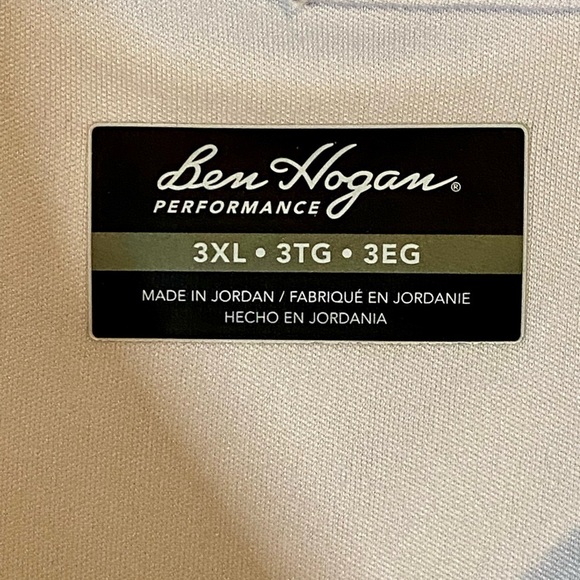 Ben Hogan®
PERFORMANCE
3XL • 3TG • 3EG
MADE IN JORDAN / FABRIQUÉ EN JORDANIE
HECHO EN JORDANIA